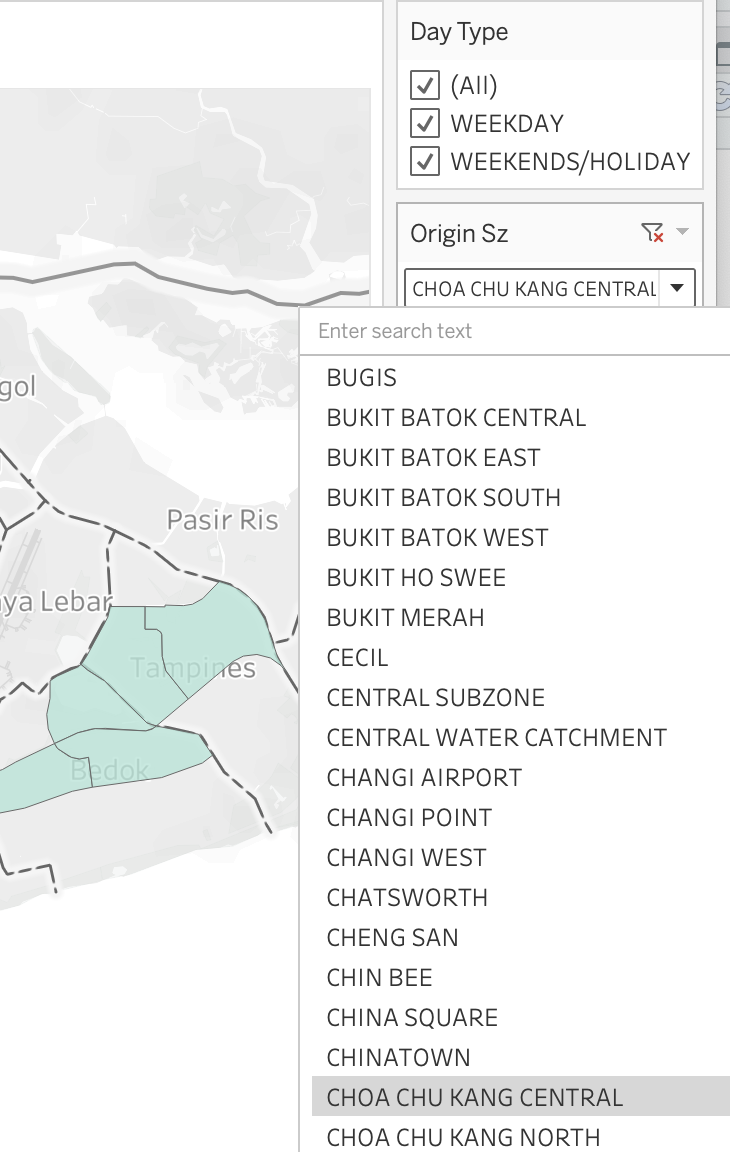 Day Type
(All)
WEEKDAY
WEEKENDS/HOLIDAY
Origin Sz
CHOA CHU KANG CENTRAL
Enter search text
BUGIS
BUKIT BATOK CENTRAL
BUKIT BATOK EAST
BUKIT BATOK SOUTH
BUKIT BATOK WEST
BUKIT HO SWEE
BUKIT MERAH
CECIL
CENTRAL SUBZONE
CENTRAL WATER CATCHMENT
CHANGI AIRPORT
CHANGI POINT
CHANGI WEST
CHATSWORTH
CHENG SAN
CHIN BEE
CHINA SQUARE
CHINATOWN
CHOA CHU KANG CENTRAL
CHOA CHU KANG NORTH
gol
Pasir Ris
ya Lebar
Tampines
Bedok